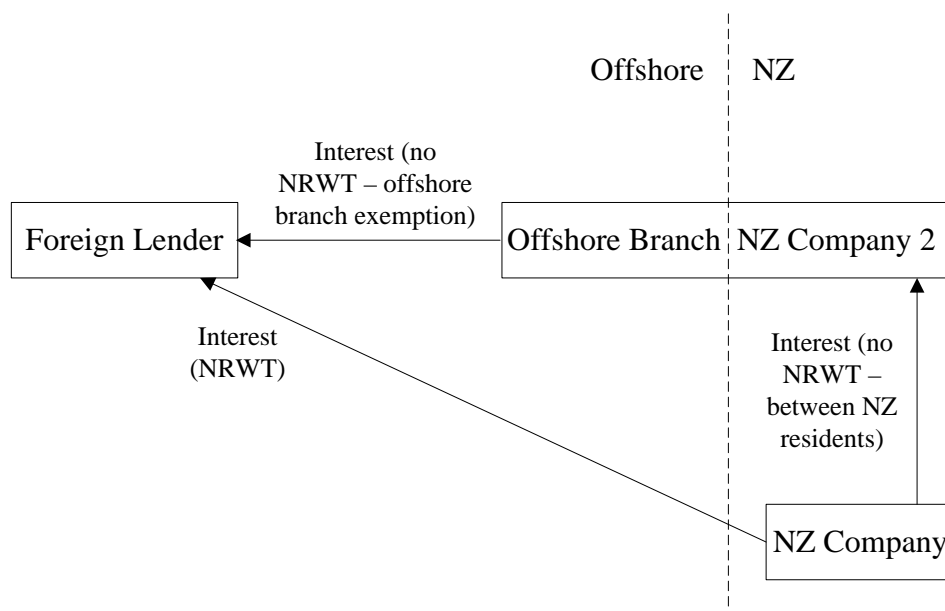 Offshore NZ
Interest (no
NRWT – offshore
branch exemption)
Foreign Lender
Offshore Branch NZ Company 2
Interest
(NRWT)
Interest (no
NRWT –
between NZ
residents)
NZ Company